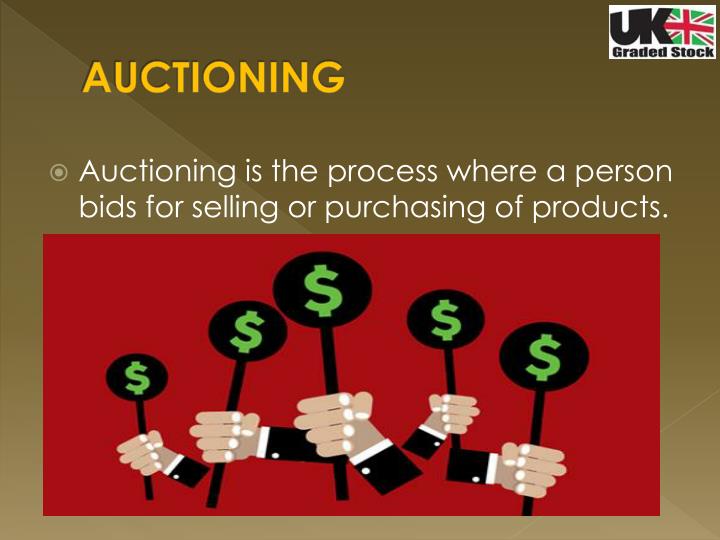 UK
Graded Stock
AUCTIONING
Auctioning is the process where a person
bids for selling or purchasing of products.
$
$
$
$
$